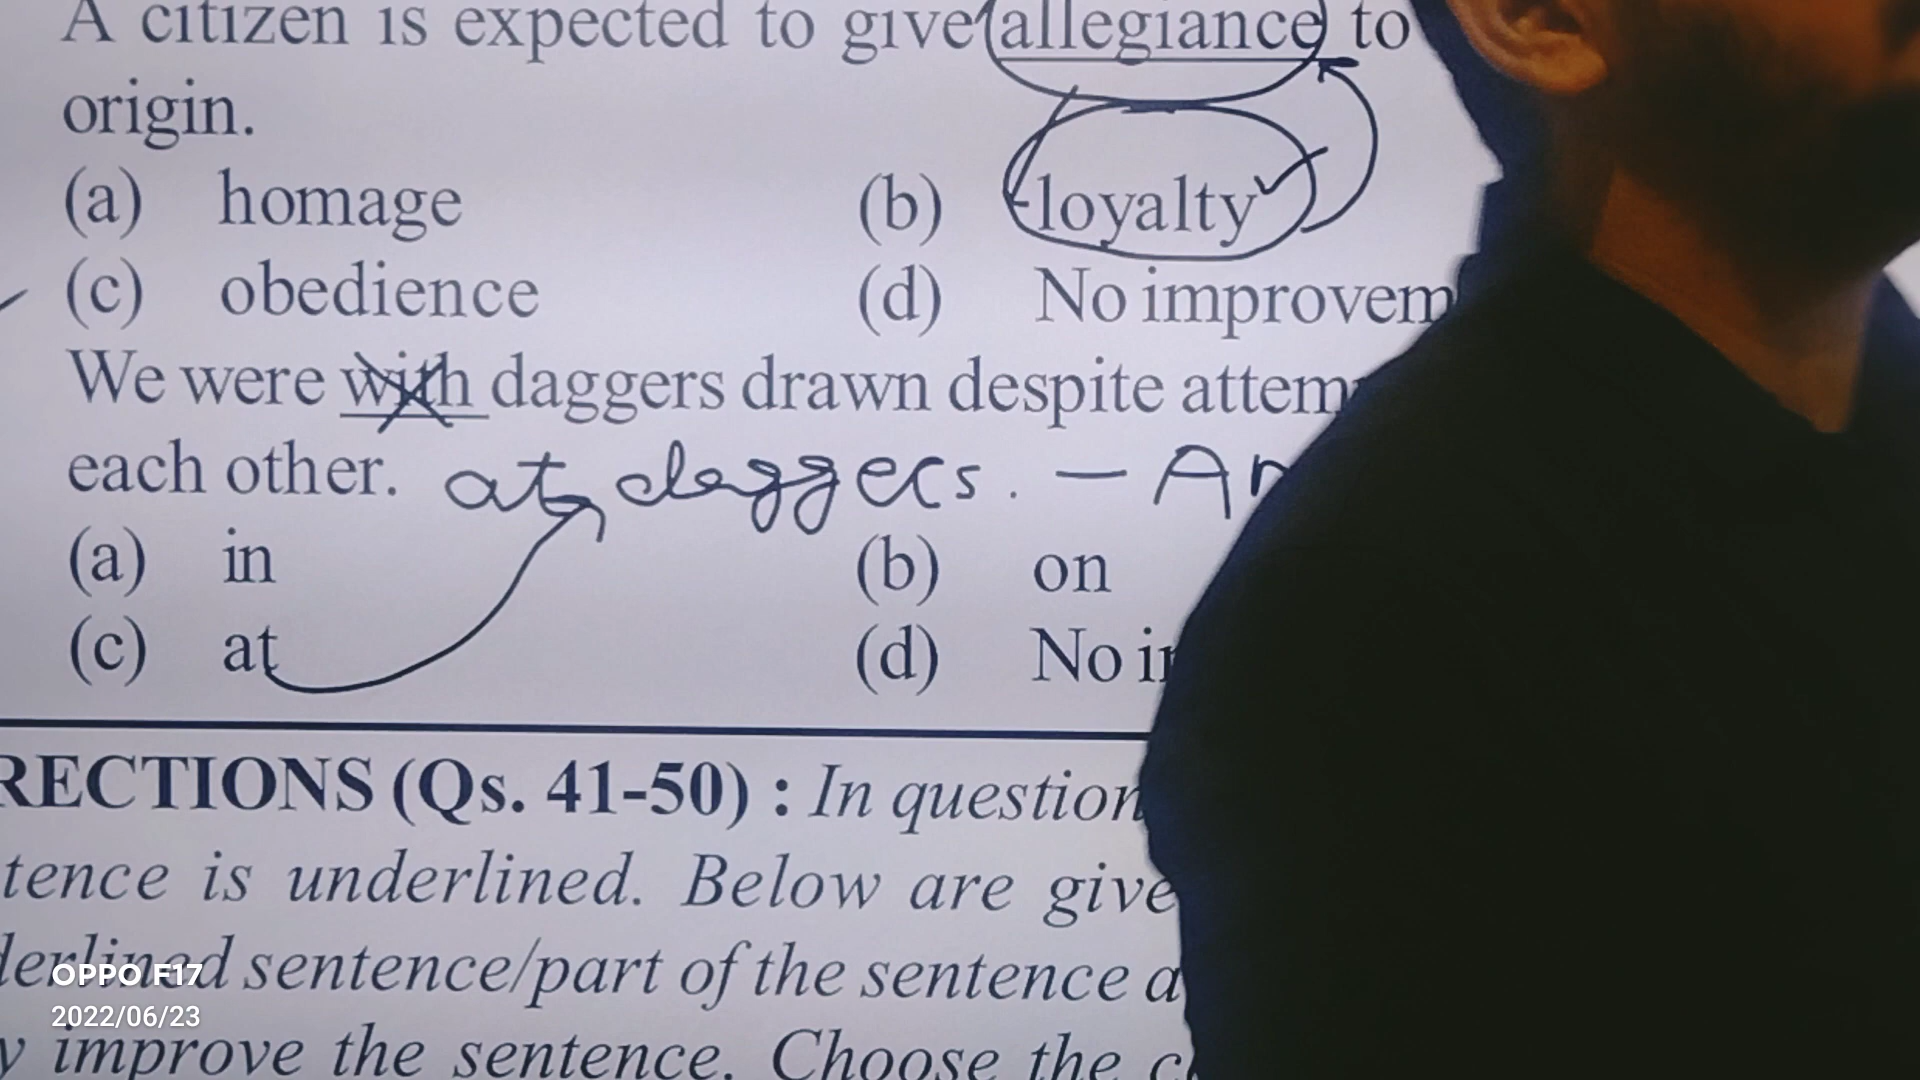 A citizen is expected to give allegiance to
origin.
(a) homage (b) loyalty
(c) obedience (d) No improvem
We were with daggers drawn despite attem
each other. at daggers. - An
(a) in (b) on
(c) at (d) No
RECTIONS (Qs. 41-50) : In question
tence is underlined. Below are give
derlined sentence/part of the sentence a
y improve the sentence. Choose the
OPPO F17
2022/06/23